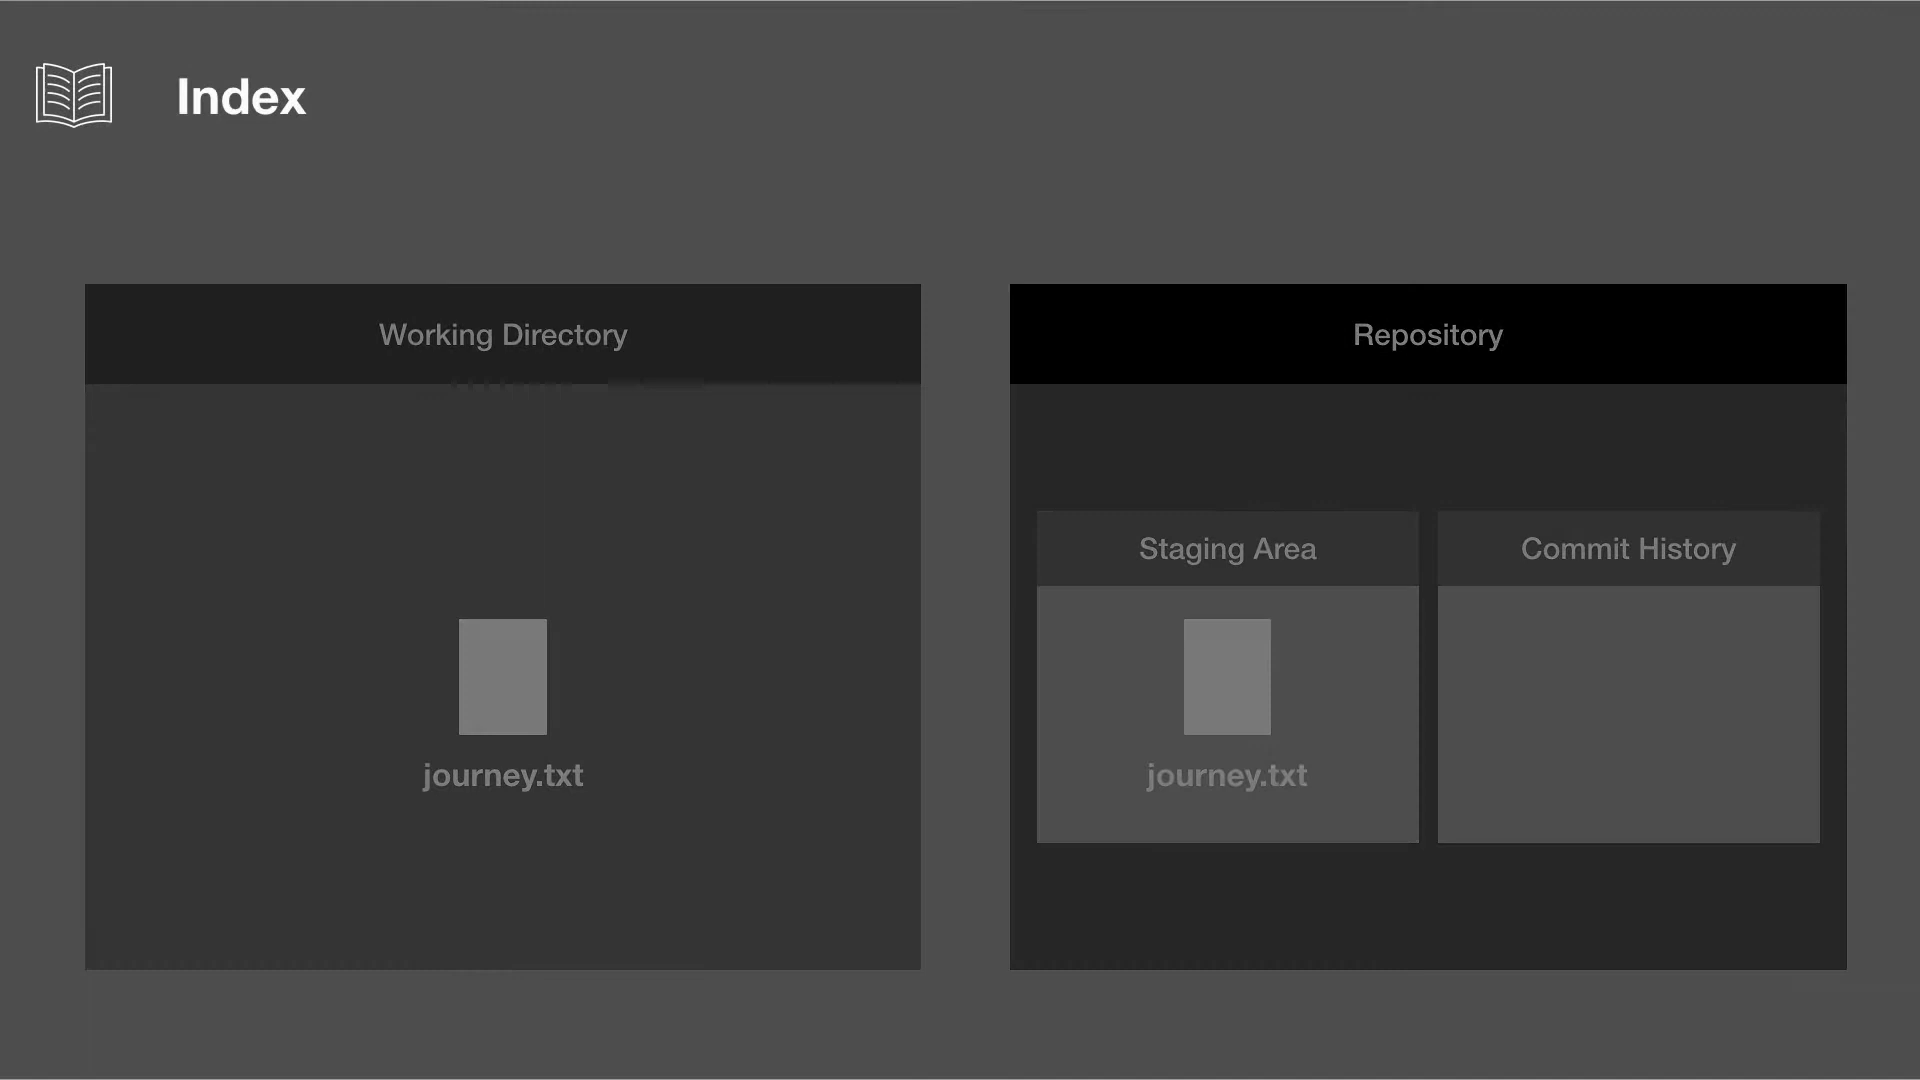 Index
Working Directory
Repository
Staging Area
Commit History
journey.txt
journey.txt